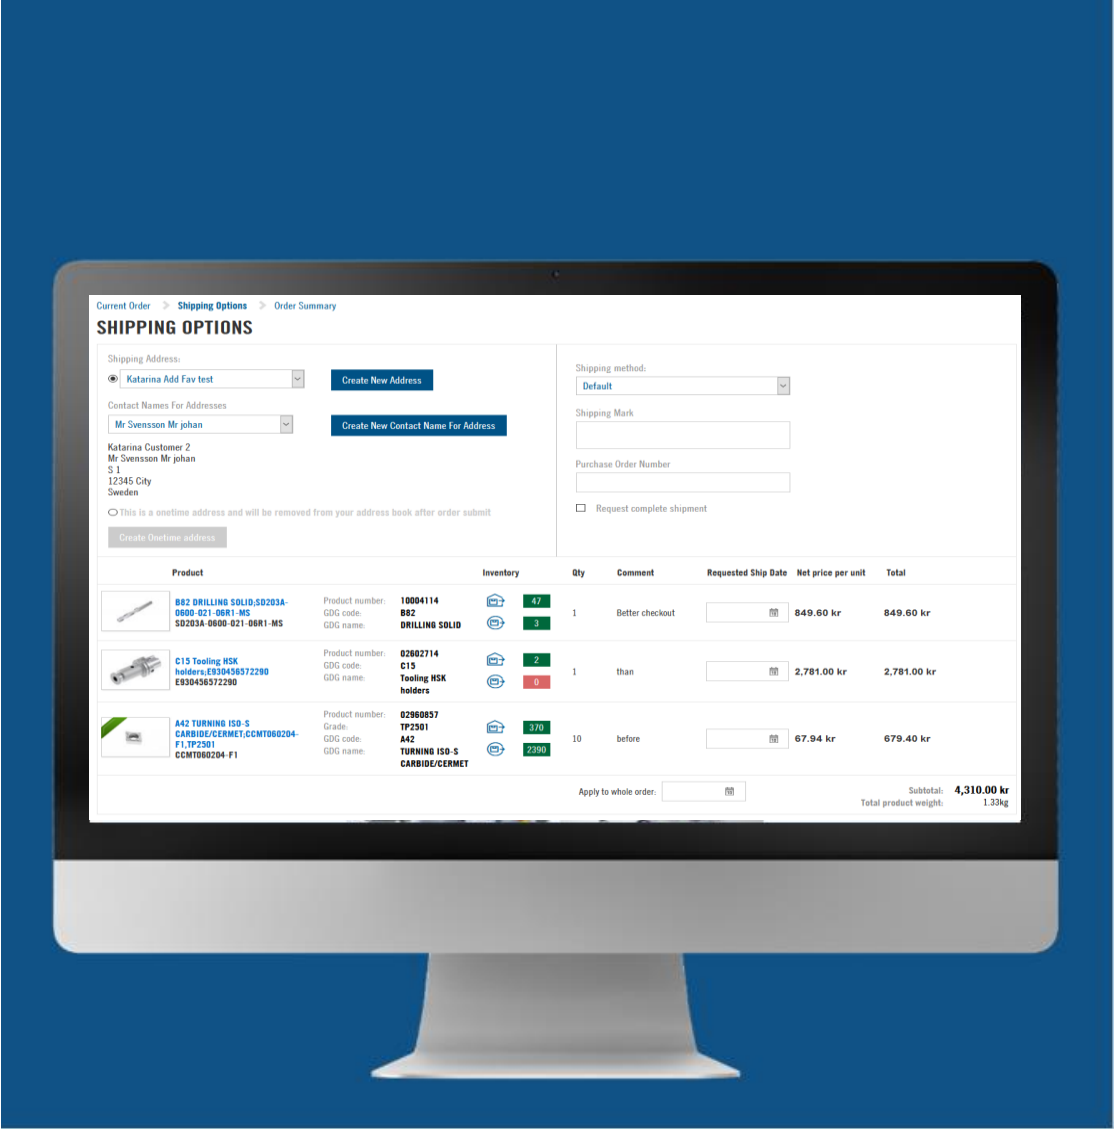 Current Order > Shipping Options > Order Summary
SHIPPING OPTIONS
Shipping Address:
Katarina Add Fav test
Create New Address
Contact Names For Addresses
Mr Svensson Mr johan
Create New Contact Name For Address
Katarina Customer 2
Mr Svensson Mr johan
S 1
12345 City
Sweden
This is a onetime address and will be removed from your address book after order submit
Create Onetime address
Shipping method:
Default
Shipping Mark
Purchase Order Number
Request complete shipment
Product Inventory Qty Comment Requested Ship Date Net price per unit Total
B82 DRILLING SOLID;SD203A-
0600-021-06R1-MS
SD203A-0600-021-06R1-MS
Product number: 10004114
GDG code: B82
GDG name: DRILLING SOLID
47
3
1 Better checkout 849.60 kr 849.60 kr
C15 Tooling HSK
holders;E930456572290
E930456572290
Product number: 02602714
GDG code: C15
GDG name: Tooling HSK
holders
2
0
1 than 2,781.00 kr 2,781.00 kr
A42 TURNING ISO-S
CARBIDE/CERMET;CCMT060204-
F1,TP2501
CCMT060204-F1
Product number: 02960857
Grade: TP2501
GDG code: A42
GDG name: TURNING ISO-S
CARBIDE/CERMET
370
2390
10 before 67.94 kr 679.40 kr
Apply to whole order:
Subtotal: 4,310.00 kr
Total product weight: 1.33kg